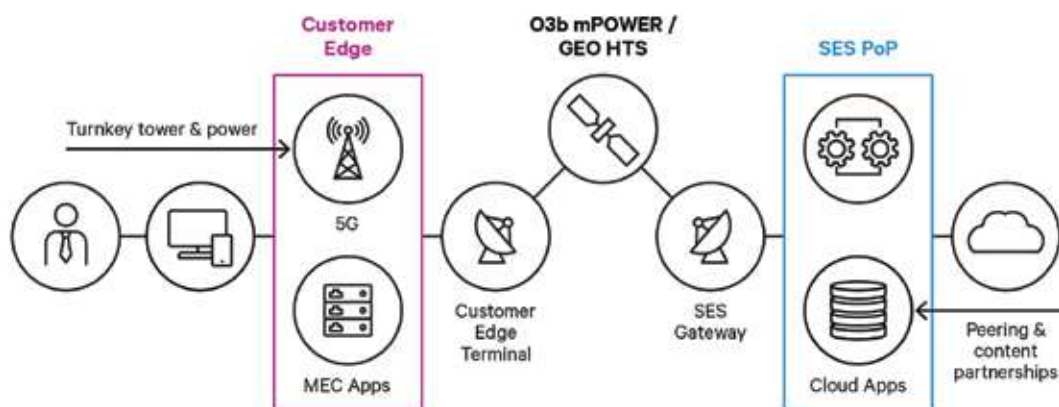 Customer
Edge
O3b mPOWER /
GEO HTS
SES PoP
Turnkey tower & power
5G
MEC Apps
Customer
Edge
Terminal
SES
Gateway
Cloud Apps
Peering &
content
partnerships